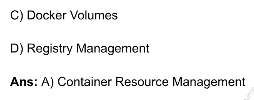 C) Docker Volumes
D) Registry Management
Ans: A) Container Resource Management